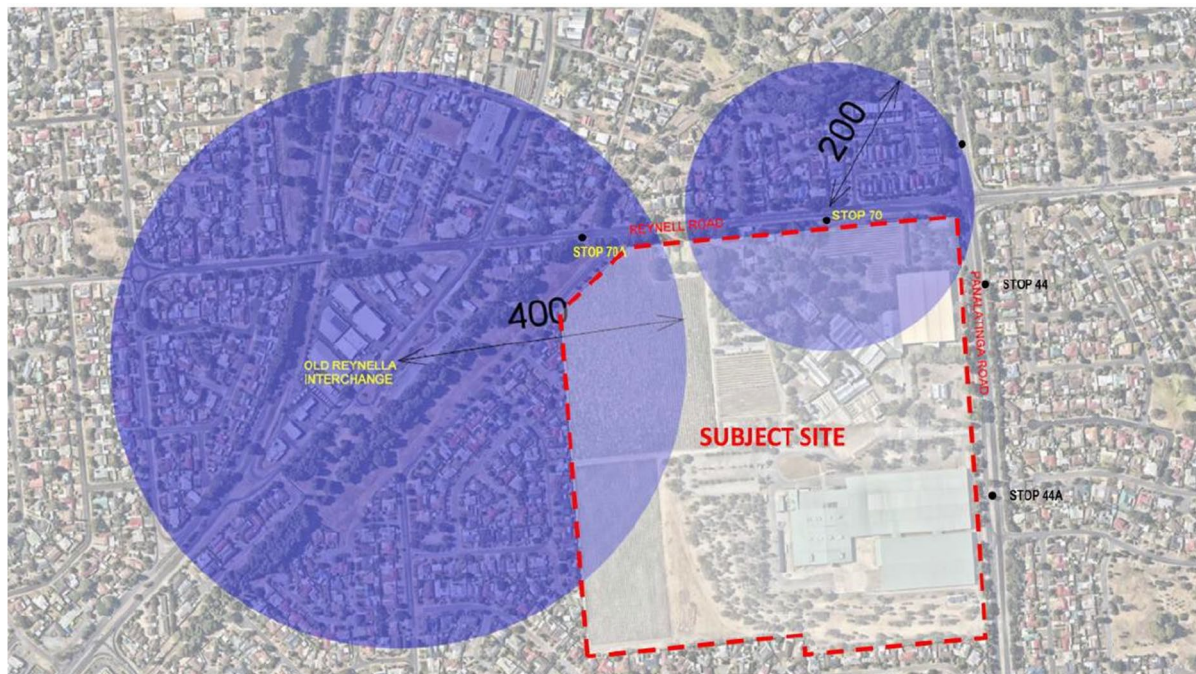 200
STOP 70
REYNELL ROAD
STOP 70A
400
STOP 44
PANALATINGA ROAD
OLD REYNELLA
INTERCHANGE
SUBJECT SITE
STOP 44A